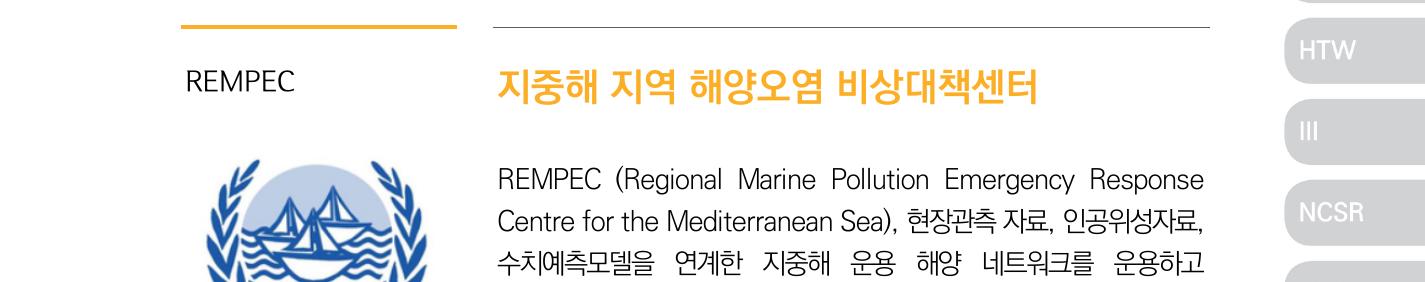 REMPEC
지중해 지역 해양오염 비상대책센터
REMPEC (Regional Marine Pollution Emergency Response
Centre for the Mediterranean Sea), 현장관측 자료, 인공위성자료,
수치예측모델을 연계한 지중해 운용 해양 네트워크를 운용하고
HTW
III
NCSR